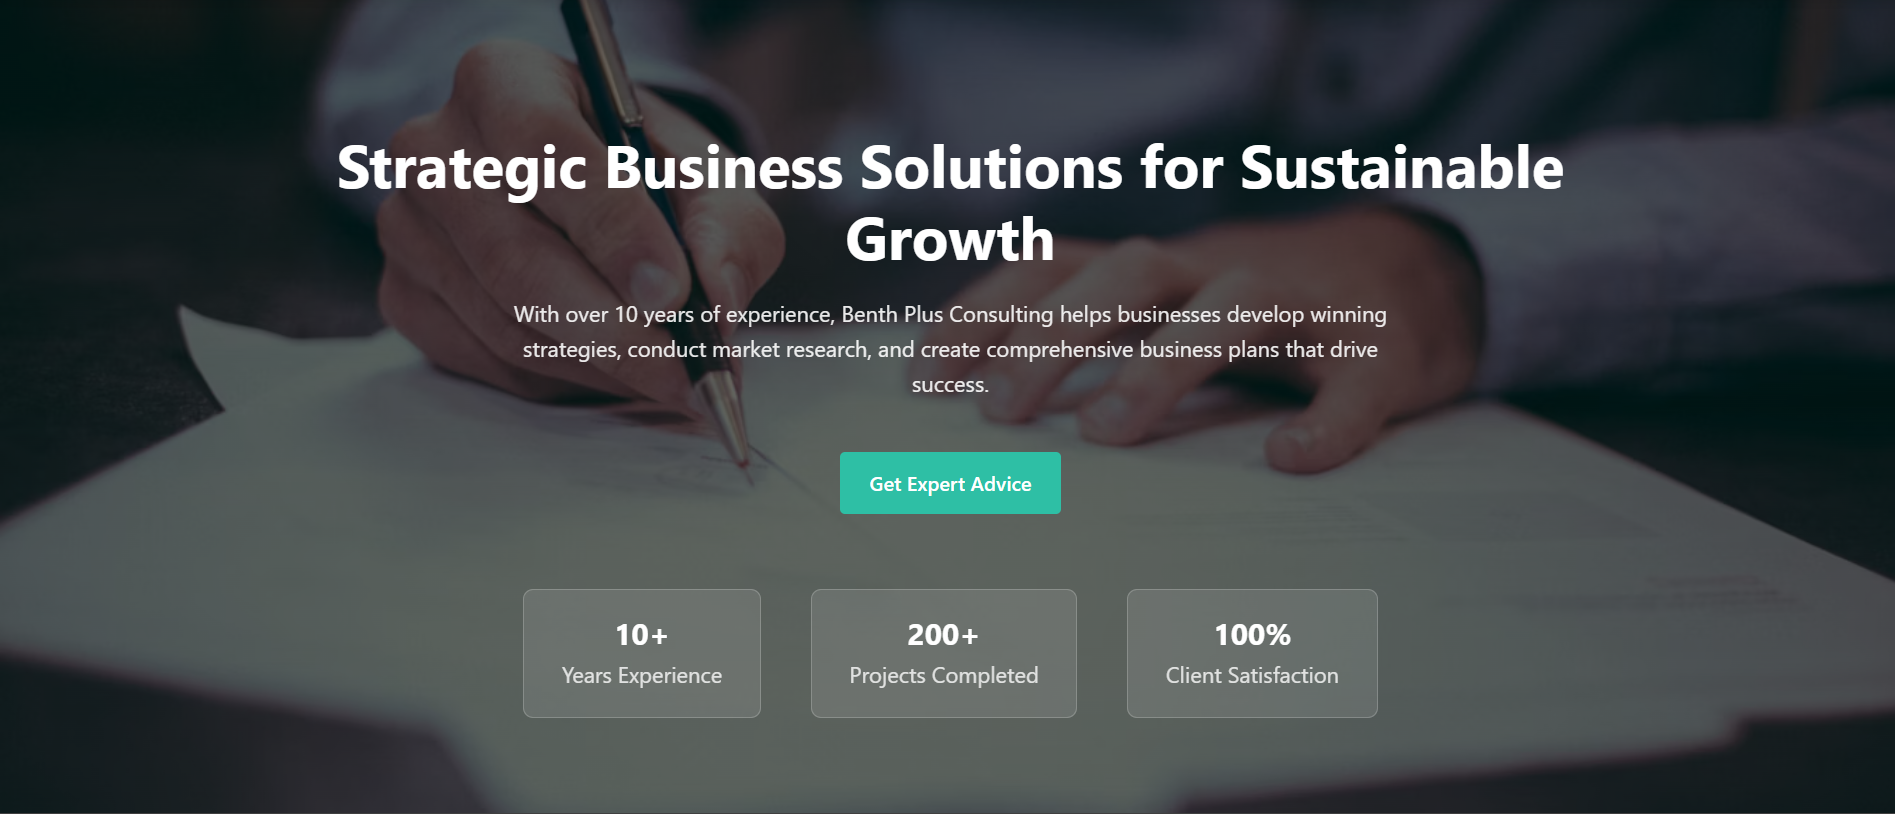 Strategic Business Solutions for Sustainable
Growth
With over 10 years of experience, Benth Plus Consulting helps businesses develop winning
strategies, conduct market research, and create comprehensive business plans that drive
success.
Get Expert Advice
10+
Years Experience
200+
Projects Completed
100%
Client Satisfaction